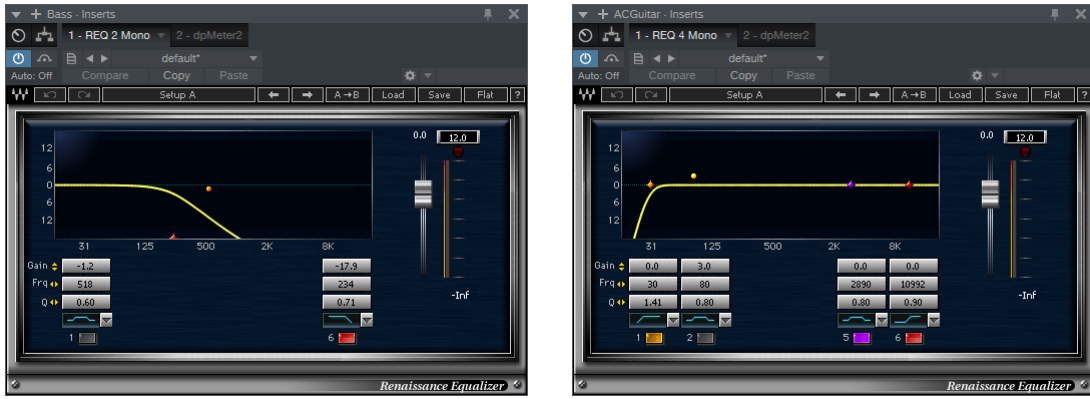 Bass - Inserts
1 - REQ 2 Mono 2 - dpMeter2
default*
Auto: Off Compare Copy Paste
Setup A A→B Load Save Flat ?
0.0 12.0
12
6
0
6
12
31 125 500 2K 8K
Gain -1.2 -17.9
Frq 518 234
Q 0.60 0.71
-Inf
1 6
Renaissance Equalizer
ACGuitar - Inserts
1 - REQ 4 Mono 2 - dpMeter2
default*
Auto: Off Compare Copy Paste
Setup A A→B Load Save Flat ?
0.0 12.0
12
6
0
6
12
31 125 500 2K 8K
Gain 0.0 3.0 0.0 0.0
Frq 30 80 2890 10992
Q 1.41 0.80 0.80 0.90
-Inf
1 2 5 6
Renaissance Equalizer